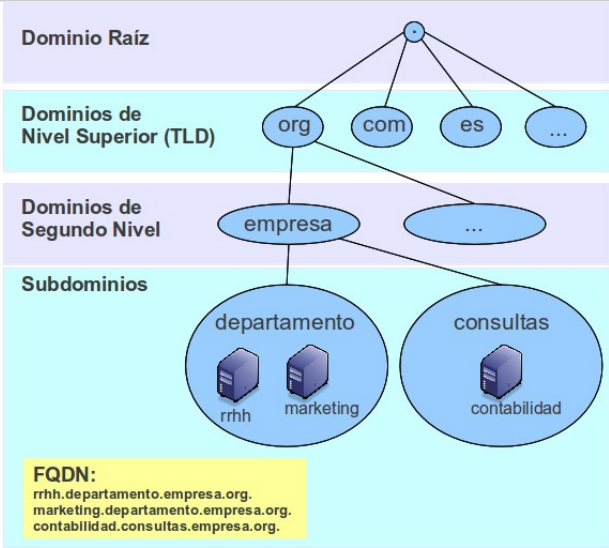 Dominio Raíz
.
Dominios de
Nivel Superior (TLD)
org
com
es
...
Dominios de
Segundo Nivel
empresa
...
Subdominios
departamento
consultas
rrhh
marketing
contabilidad
FQDN:
rrhh.departamento.empresa.org.
marketing.departamento.empresa.org.
contabilidad.consultas.empresa.org.